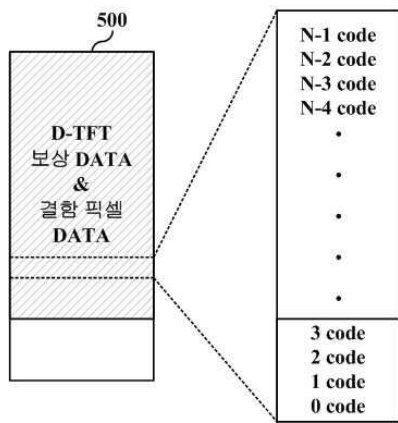 500
D-TFT
보상 DATA
&
결함 픽셀
DATA
N-1 code
N-2 code
N-3 code
N-4 code
3 code
2 code
1 code
0 code